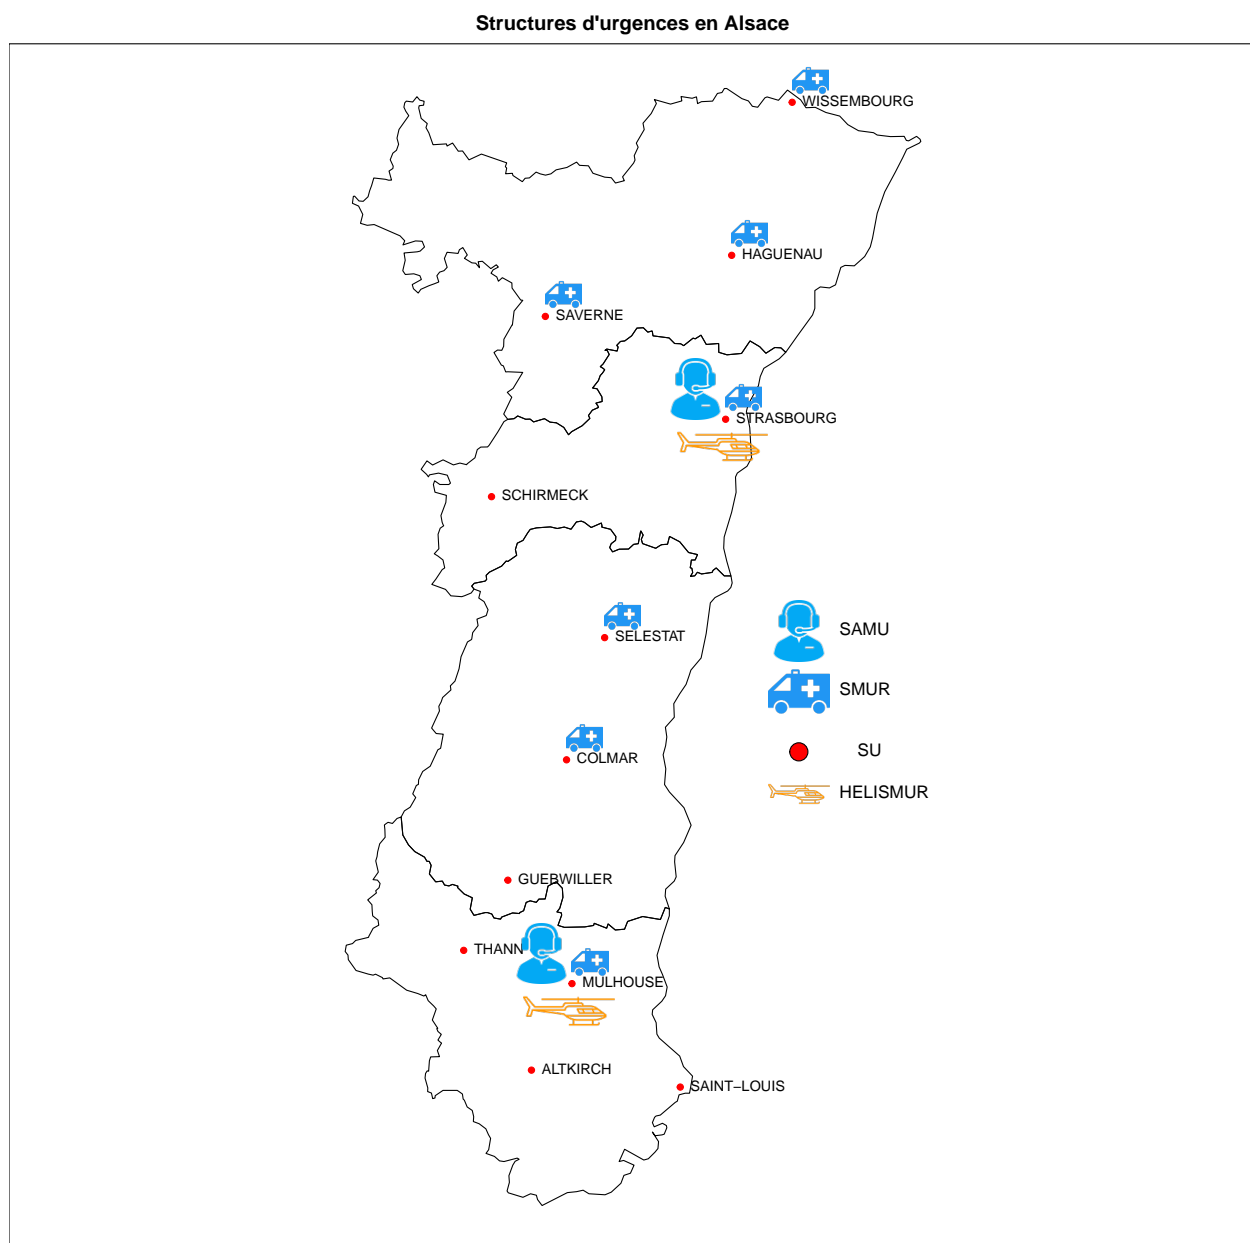 Structures d'urgences en Alsace
WISSEMBOURG
HAGUENAU
SAVERNE
STRASBOURG
SCHIRMECK
SELESTAT
SAMU
SMUR
COLMAR
SU
HELISMUR
GUEBWILLER
THANN
MULHOUSE
ALTKIRCH
SAINT−LOUIS